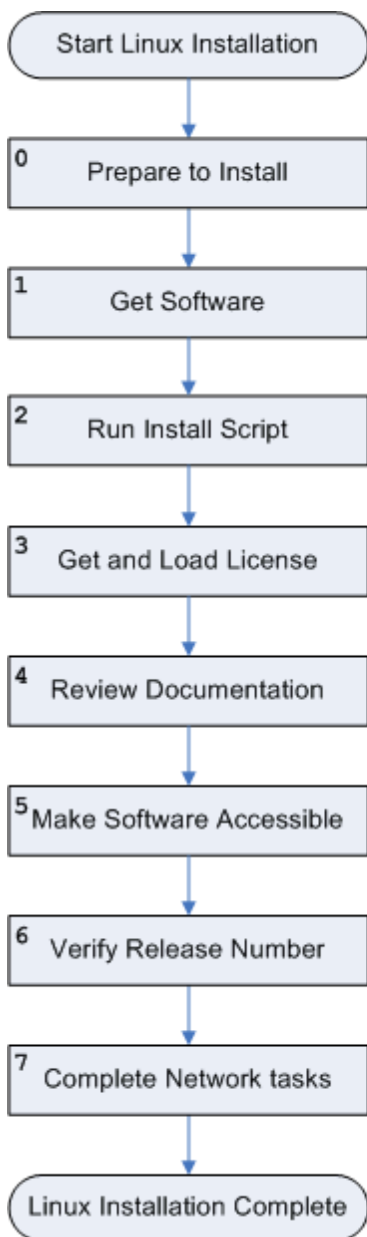 Start Linux Installation
0
Prepare to Install
1
Get Software
2
Run Install Script
3
Get and Load License
4
Review Documentation
5
Make Software Accessible
6
Verify Release Number
7
Complete Network tasks
Linux Installation Complete